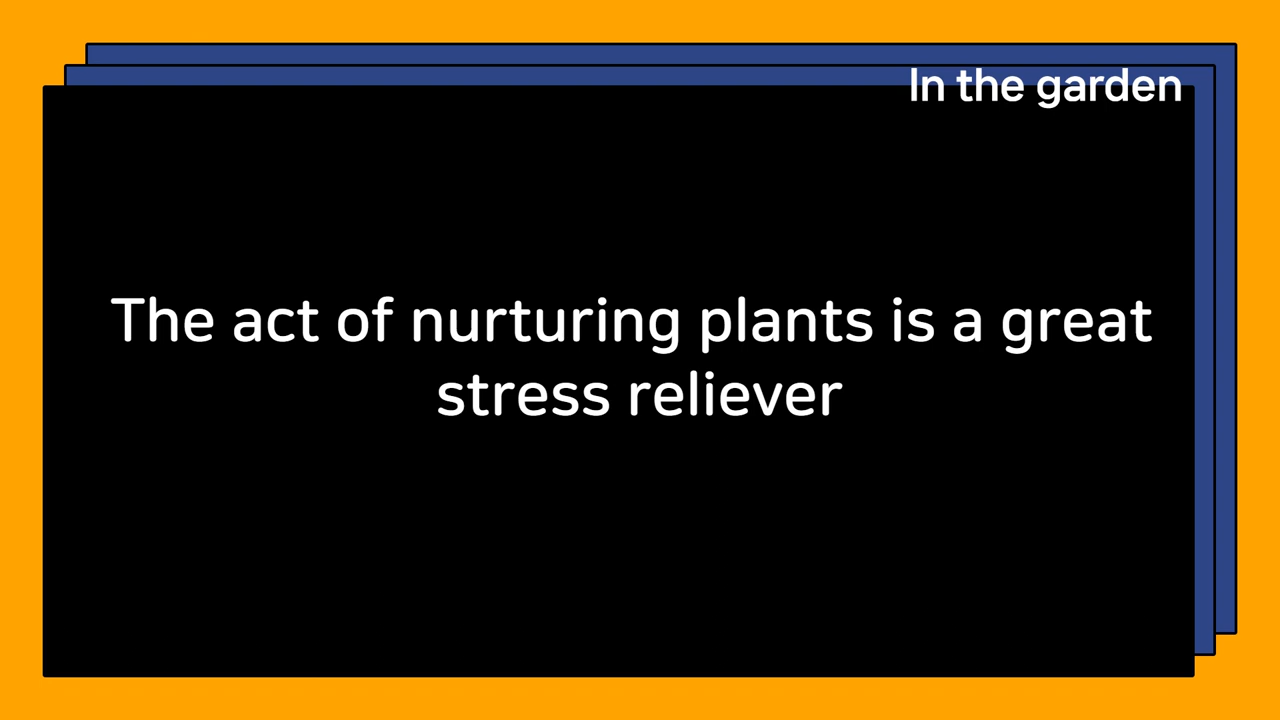 In the garden
The act of nurturing plants is a great
stress reliever